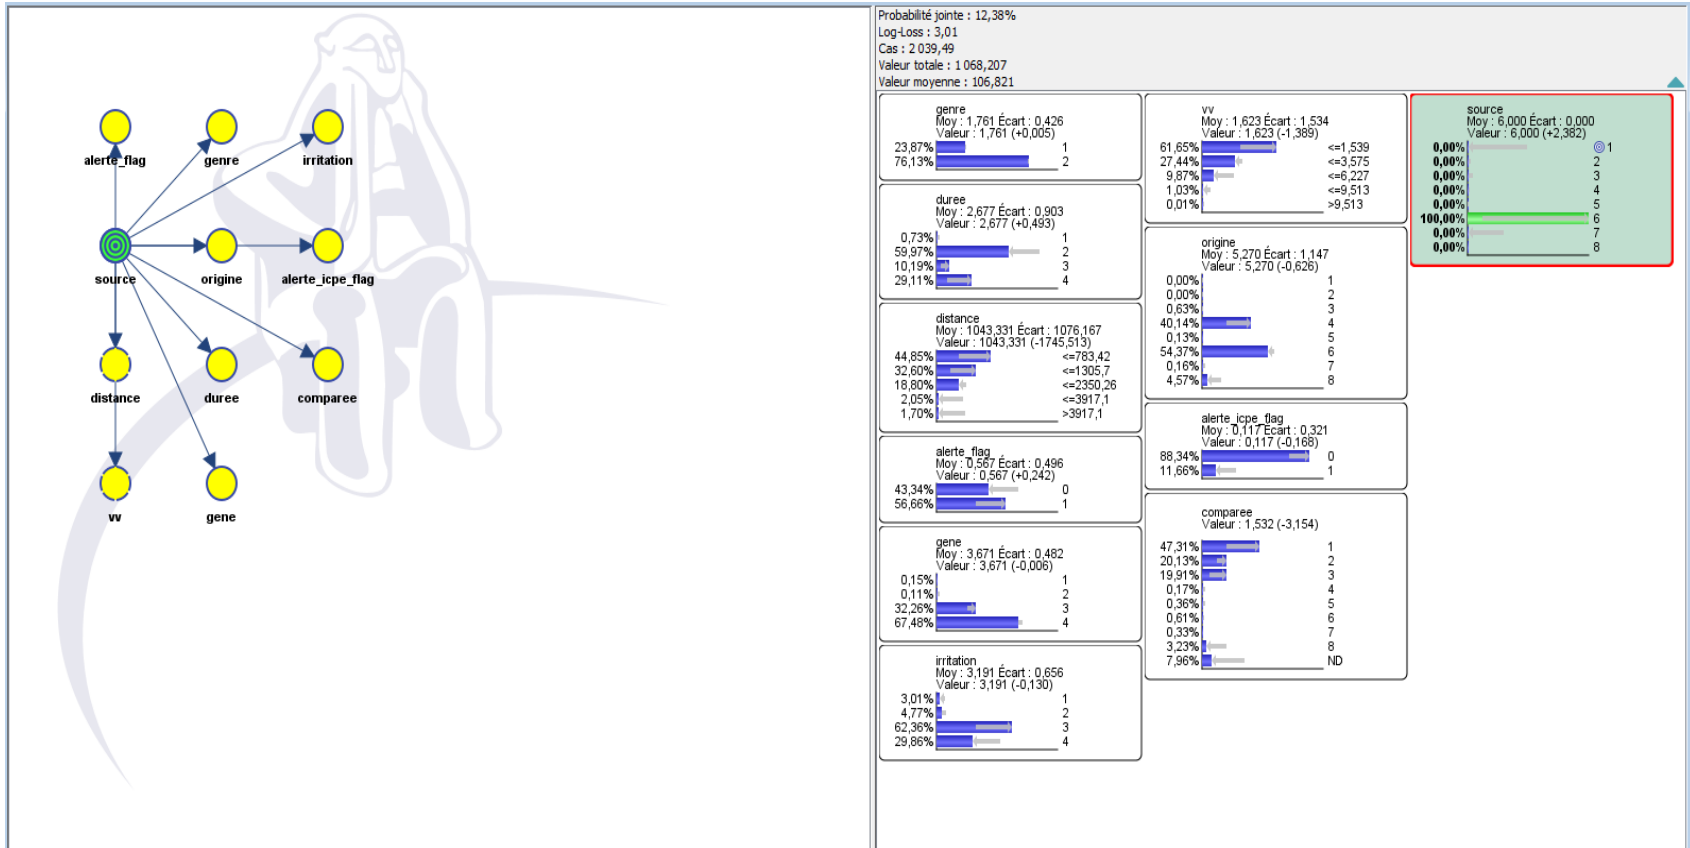 alerte_flag
genre
irritation
source
origine
alerte_icpe_flag
distance
duree
comparee
vv
gene
Probabilité jointe : 12,38%
Log-Loss : 3,01
Cas : 2 039,49
Valeur totale : 1 068,207
Valeur moyenne : 106,821
genre
Moy : 1,761 Écart : 0,426
Valeur : 1,761 (+0,005)
23,87% 1
76,13% 2
duree
Moy : 2,677 Écart : 0,903
Valeur : 2,677 (+0,493)
0,73% 1
59,97% 2
10,19% 3
29,11% 4
distance
Moy : 1043,331 Écart : 1076,167
Valeur : 1043,331 (-1745,513)
44,85% <=783,42
32,60% <=1305,7
18,80% <=2350,26
2,05% <=3917,1
1,70% >3917,1
alerte_flag
Moy : 0,567 Écart : 0,496
Valeur : 0,567 (+0,242)
43,34% 0
56,66% 1
gene
Moy : 3,671 Écart : 0,482
Valeur : 3,671 (-0,006)
0,15% 1
0,11% 2
32,26% 3
67,48% 4
irritation
Moy : 3,191 Écart : 0,656
Valeur : 3,191 (-0,130)
3,01% 1
4,77% 2
62,36% 3
29,86% 4
vv
Moy : 1,623 Écart : 1,534
Valeur : 1,623 (-1,389)
61,65% <=1,539
27,44% <=3,575
9,87% <=6,227
1,03% <=9,513
0,01% >9,513
origine
Moy : 5,270 Écart : 1,147
Valeur : 5,270 (-0,626)
0,00% 1
0,00% 2
0,63% 3
40,14% 4
0,13% 5
54,37% 6
0,16% 7
4,57% 8
alerte_icpe_flag
Moy : 0,117 Écart : 0,321
Valeur : 0,117 (-0,168)
88,34% 0
11,66% 1
comparee
Valeur : 1,532 (-3,154)
47,31% 1
20,13% 2
19,91% 3
0,17% 4
0,36% 5
0,61% 6
0,33% 7
3,23% 8
7,96% ND
source
Moy : 6,000 Écart : 0,000
Valeur : 6,000 (+2,382)
0,00% 1
0,00% 2
0,00% 3
0,00% 4
0,00% 5
100,00% 6
0,00% 7
0,00% 8